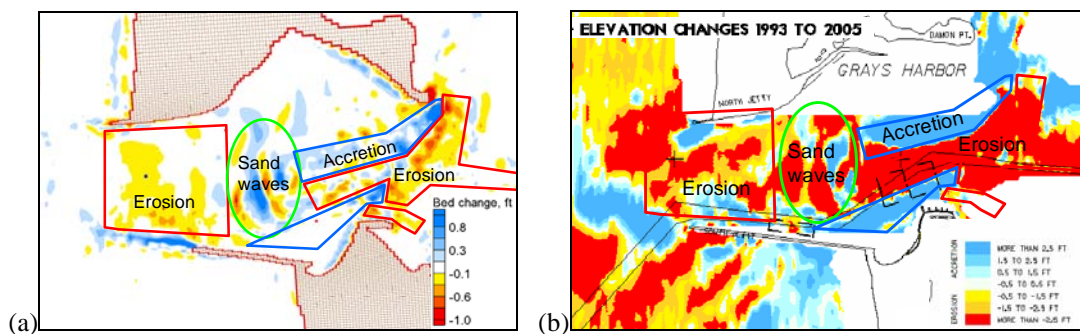 Erosion
Sand
waves
Accretion
Erosion
Bed change, ft
0.8
0.3
-0.1
-0.6
-1.0
(a)
ELEVATION CHANGES 1993 TO 2005
DAMON PT.
GRAYS HARBOR
NORTH JETTY
Accretion
Sand
waves
Erosion
Erosion
ACCRETION
MORE THAN 2.5 FT
1.5 TO 2.5 FT
0.5 TO 1.5 FT
-0.5 TO 0.5 FT
EROSION
-0.5 TO -1.5 FT
-1.5 TO -2.5 FT
MORE THAN -2.5 FT
(b)